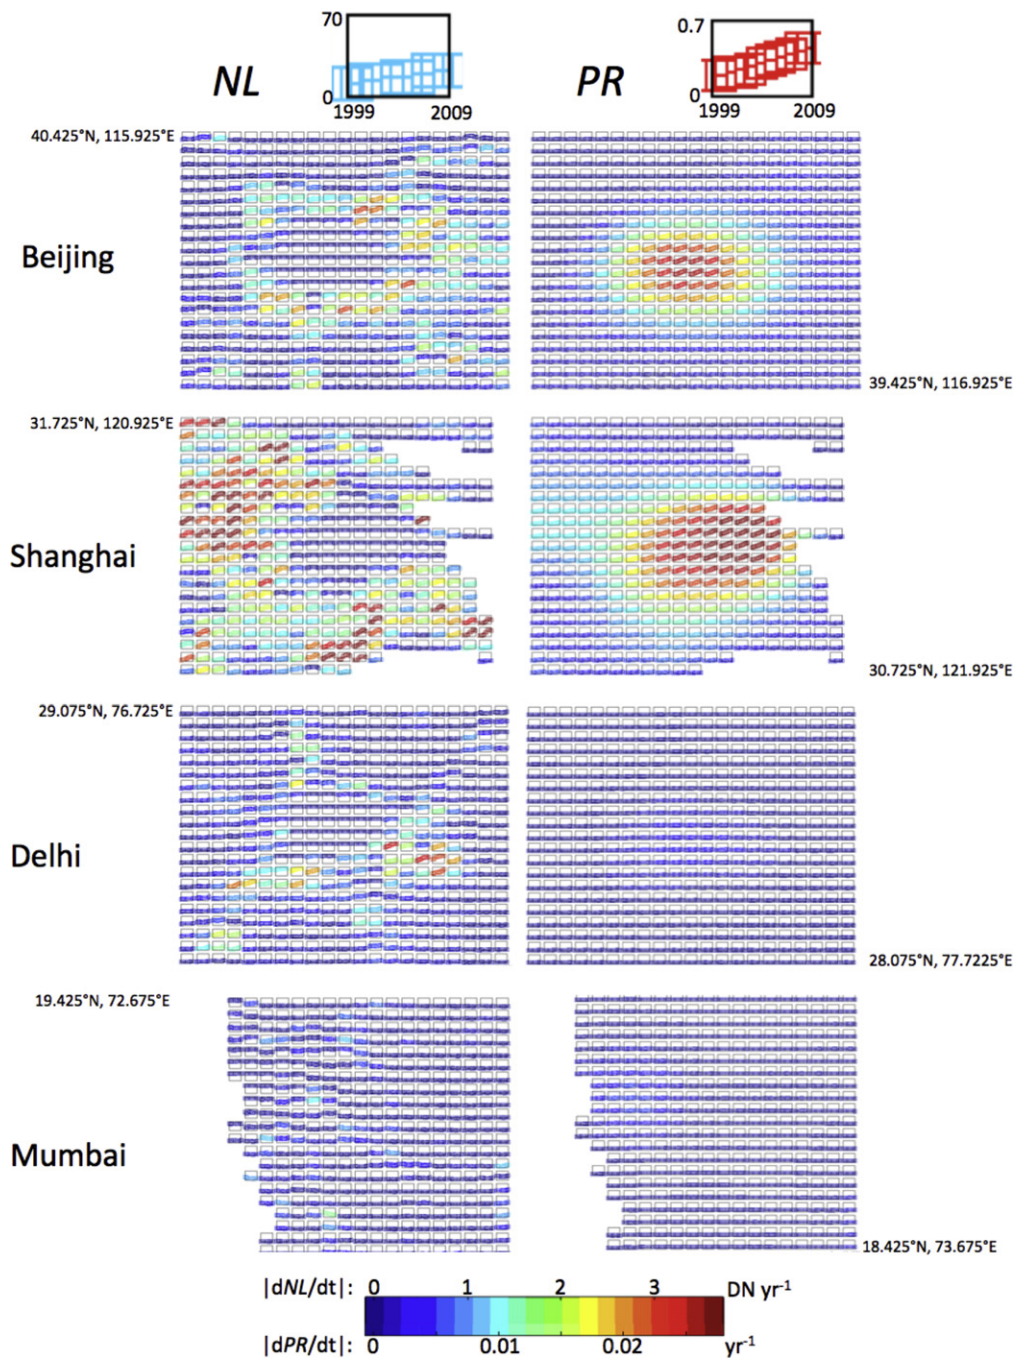 NL
70
0
1999 2009
PR
0.7
0
1999 2009
40.425°N, 115.925°E
Beijing
39.425°N, 116.925°E
31.725°N, 120.925°E
Shanghai
30.725°N, 121.925°E
29.075°N, 76.725°E
Delhi
28.075°N, 77.7225°E
19.425°N, 72.675°E
Mumbai
18.425°N, 73.675°E
|dNL/dt|: 0 1 2 3 DN yr⁻¹
|dPR/dt|: 0 0.01 0.02 yr⁻¹